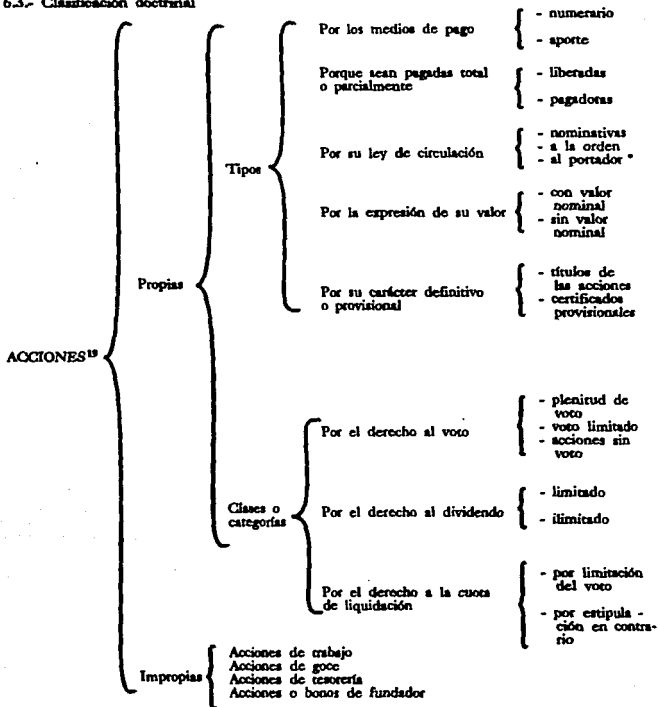 6.3.- Clasificación doctrinal
Por los medios de pago
- numerario
- aporte
Porque sean pagadas total
o parcialmente
- liberadas
- pagadoras
Tipos
Por su ley de circulación
- nominativas
- a la orden
- al portador *
Por la expresión de su valor
- con valor
nominal
- sin valor
nominal
Propias
Por su carácter definitivo
o provisional
- títulos de
las acciones
- certificados
provisionales
ACCIONES¹⁹
Por el derecho al voto
- plenitud de
voto
- voto limitado
- acciones sin
voto
Clases o
categorías
Por el derecho al dividendo
- limitado
- ilimitado
Por el derecho a la cuota
de liquidación
- por limitación
del voto
- por estipula -
ción en contra-
rio
Impropias
Acciones de trabajo
Acciones de goce
Acciones de tesorería
Acciones o bonos de fundador